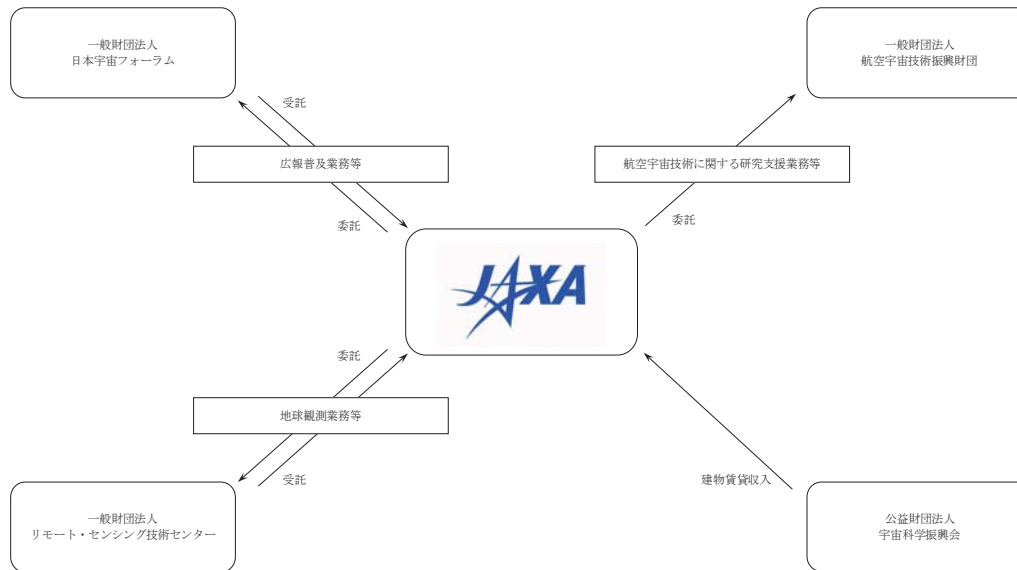 一般財団法人
日本宇宙フォーラム
一般財団法人
航空宇宙技術振興財団
受託
広報普及業務等
航空宇宙技術に関する研究支援業務等
委託
委託
JAXA
委託
地球観測業務等
受託
建物賃貸収入
一般財団法人
リモート・センシング技術センター
公益財団法人
宇宙科学振興会